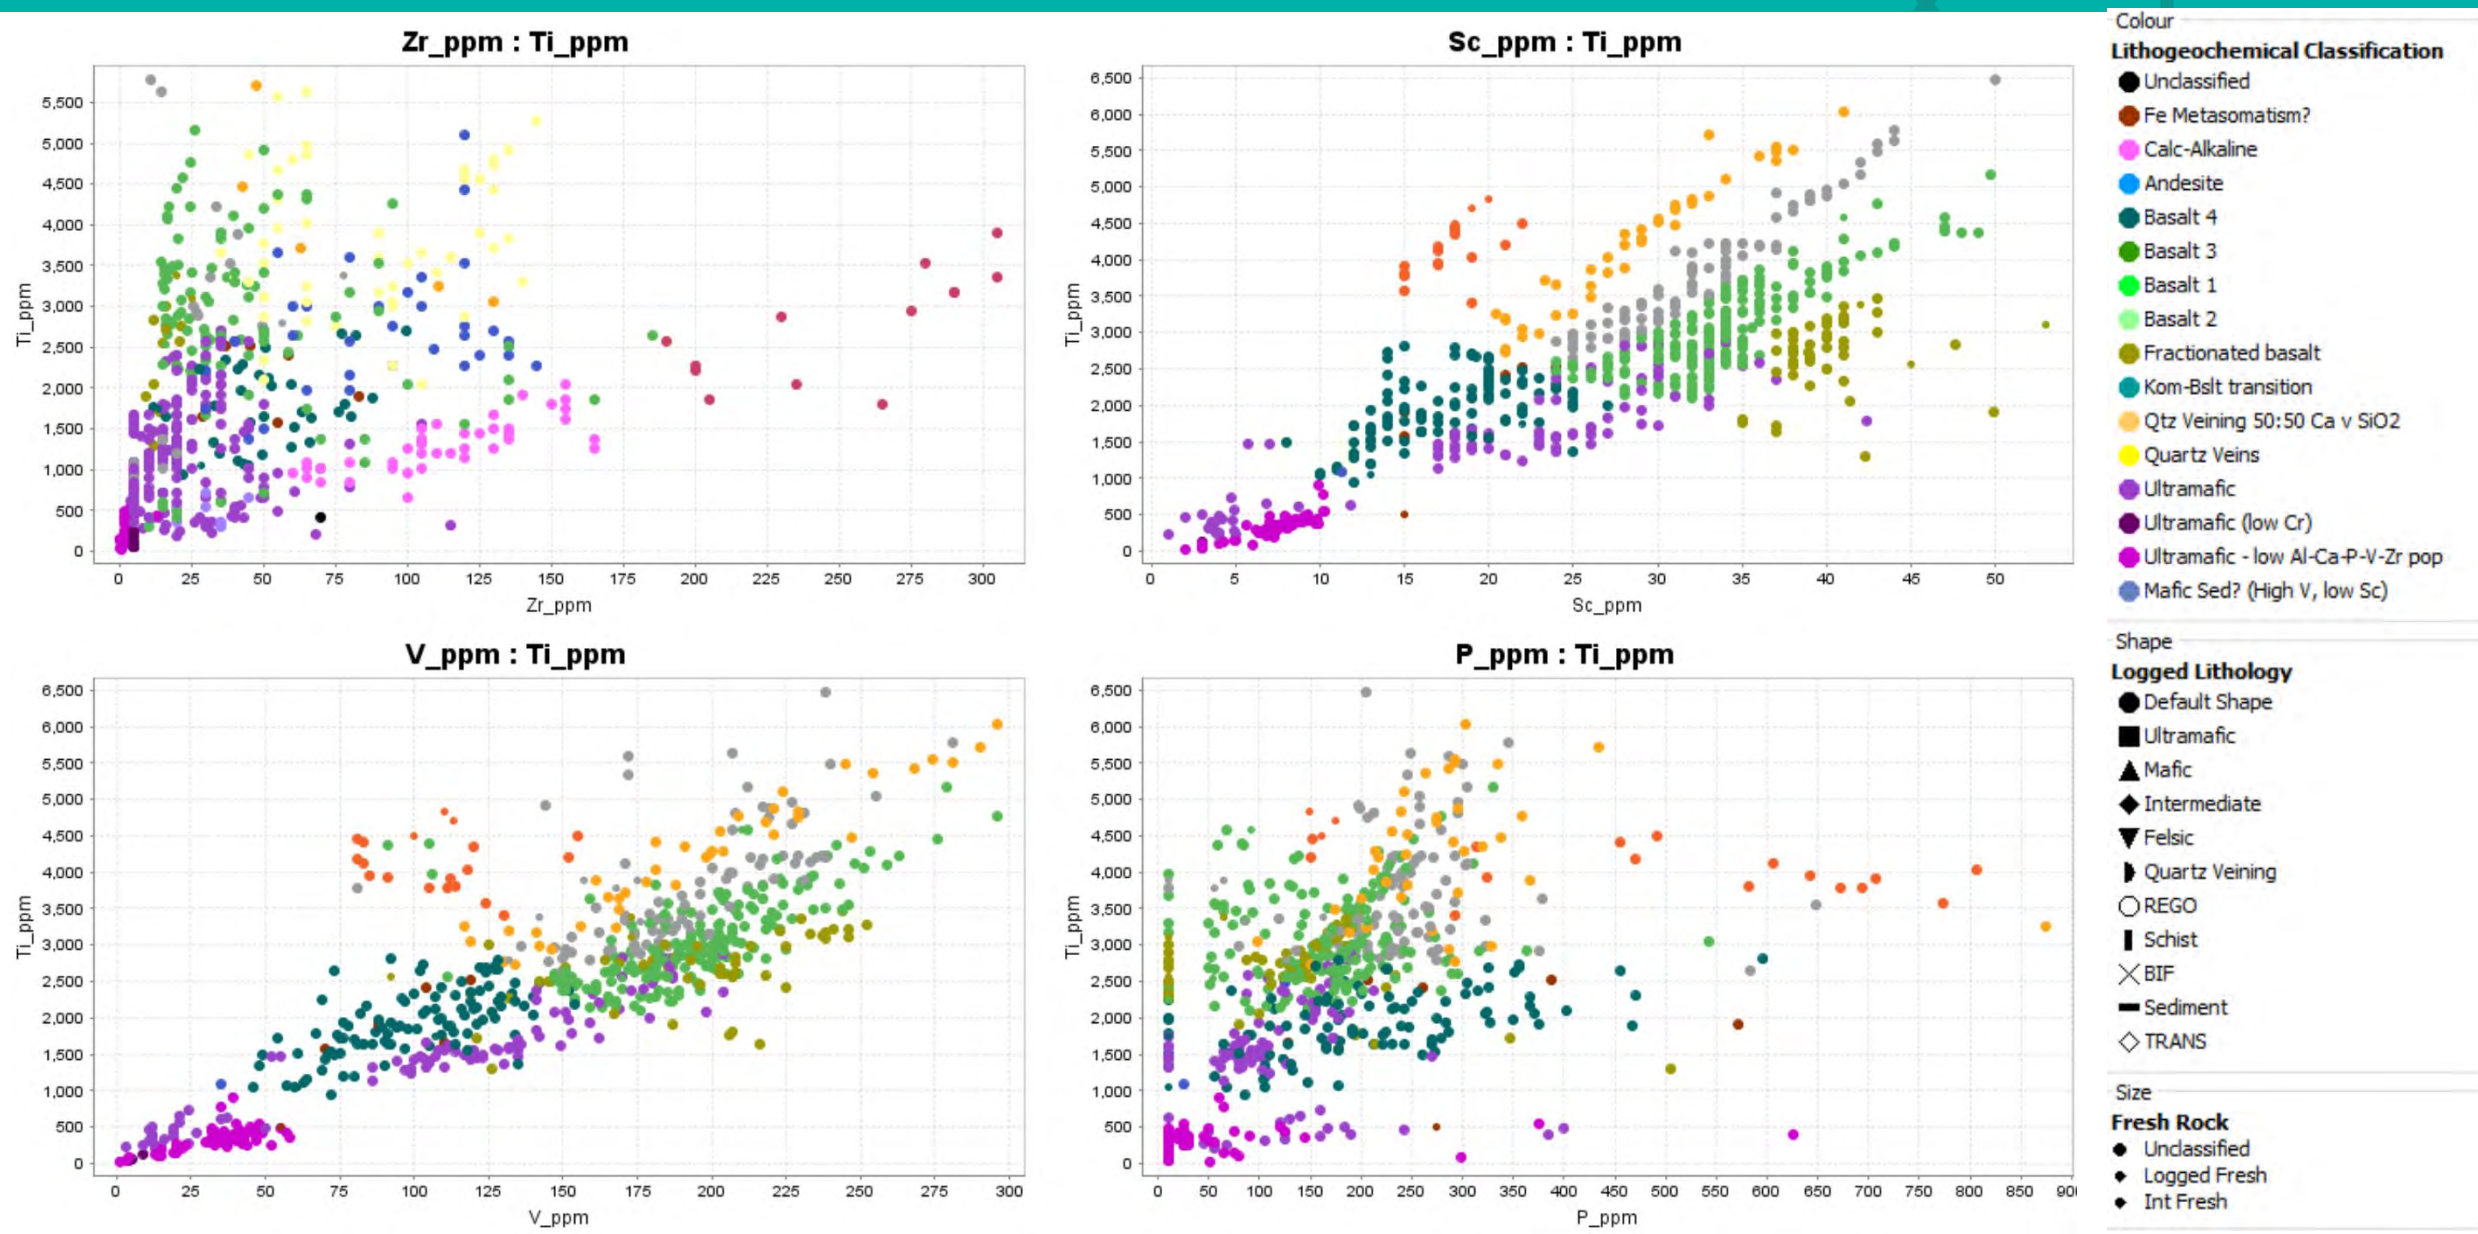 Zr_ppm : Ti_ppm
5,500
5,000
4,500
4,000
3,500
3,000
2,500
2,000
1,500
1,000
500
0
Ti_ppm
0 25 50 75 100 125 150 175 200 225 250 275 300
Zr_ppm
Sc_ppm : Ti_ppm
6,500
6,000
5,500
5,000
4,500
4,000
3,500
3,000
2,500
2,000
1,500
1,000
500
0
Ti_ppm
0 5 10 15 20 25 30 35 40 45 50
Sc_ppm
V_ppm : Ti_ppm
6,500
6,000
5,500
5,000
4,500
4,000
3,500
3,000
2,500
2,000
1,500
1,000
500
0
Ti_ppm
0 25 50 75 100 125 150 175 200 225 250 275 300
V_ppm
P_ppm : Ti_ppm
6,500
6,000
5,500
5,000
4,500
4,000
3,500
3,000
2,500
2,000
1,500
1,000
500
0
Ti_ppm
0 50 100 150 200 250 300 350 400 450 500 550 600 650 700 750 800 850
P_ppm
Colour
Lithogeochemical Classification
Unclassified
Fe Metasomatism?
Calc-Alkaline
Andesite
Basalt 4
Basalt 3
Basalt 1
Basalt 2
Fractionated basalt
Kom-Bslt transition
Qtz Veining 50:50 Ca v SiO2
Quartz Veins
Ultramafic
Ultramafic (low Cr)
Ultramafic - low Al-Ca-P-V-Zr pop
Mafic Sed? (High V, low Sc)
Shape
Logged Lithology
Default Shape
Ultramafic
Mafic
Intermediate
Felsic
Quartz Veining
REGO
Schist
BIF
Sediment
TRANS
Size
Fresh Rock
Unclassified
Logged Fresh
Int Fresh